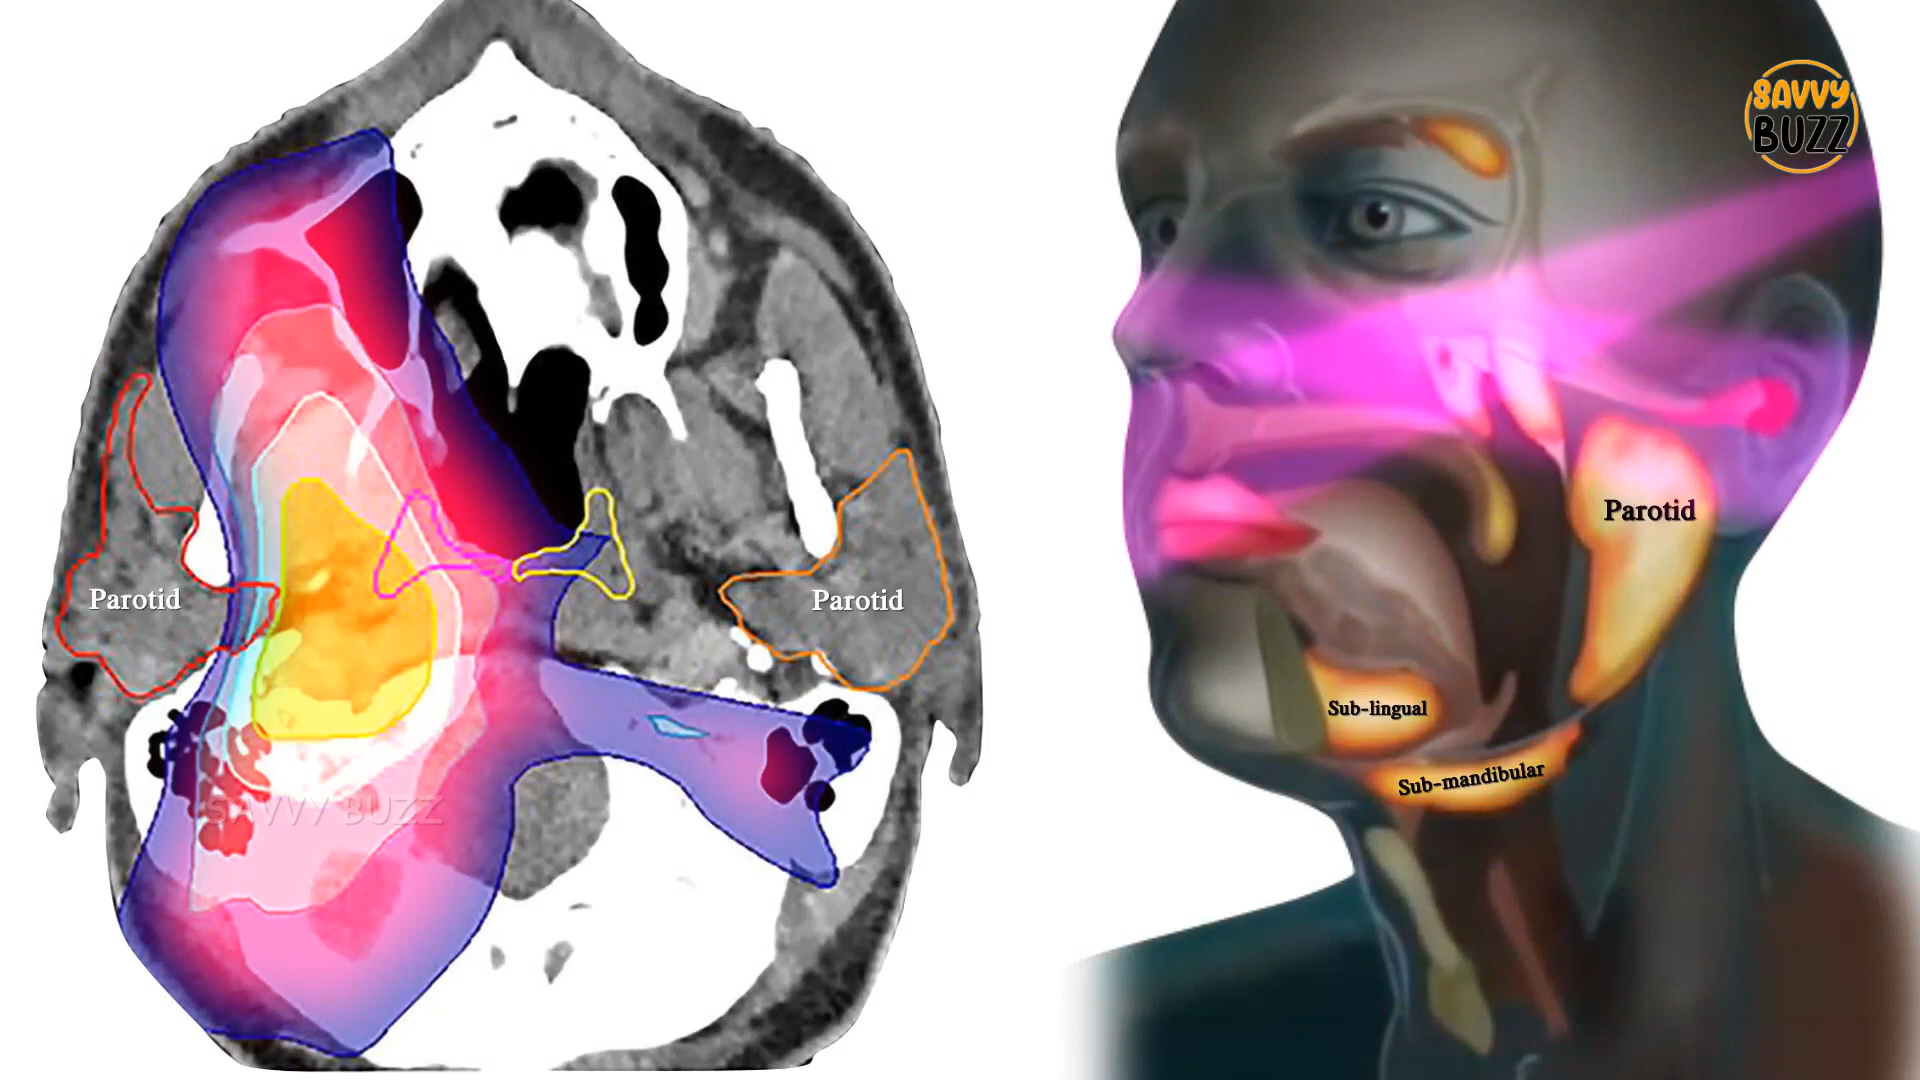 Parotid
Parotid
SAVVY BUZZ
SAVVY
BUZZ
Parotid
Sub-lingual
Sub-mandibular